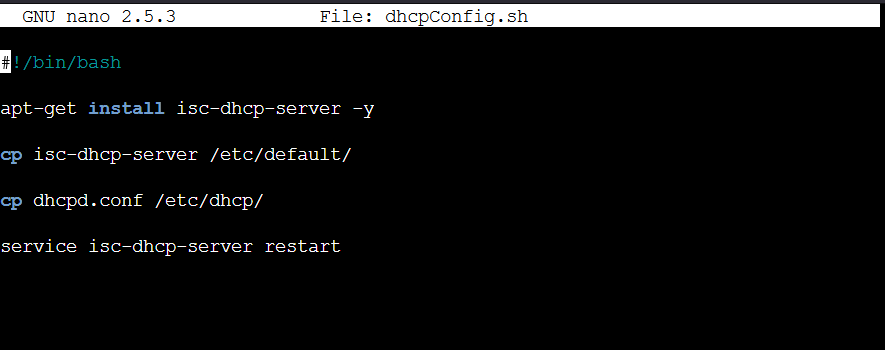 GNU nano 2.5.3 File: dhcpConfig.sh
#!/bin/bash
apt-get install isc-dhcp-server -y
cp isc-dhcp-server /etc/default/
cp dhcpd.conf /etc/dhcp/
service isc-dhcp-server restart